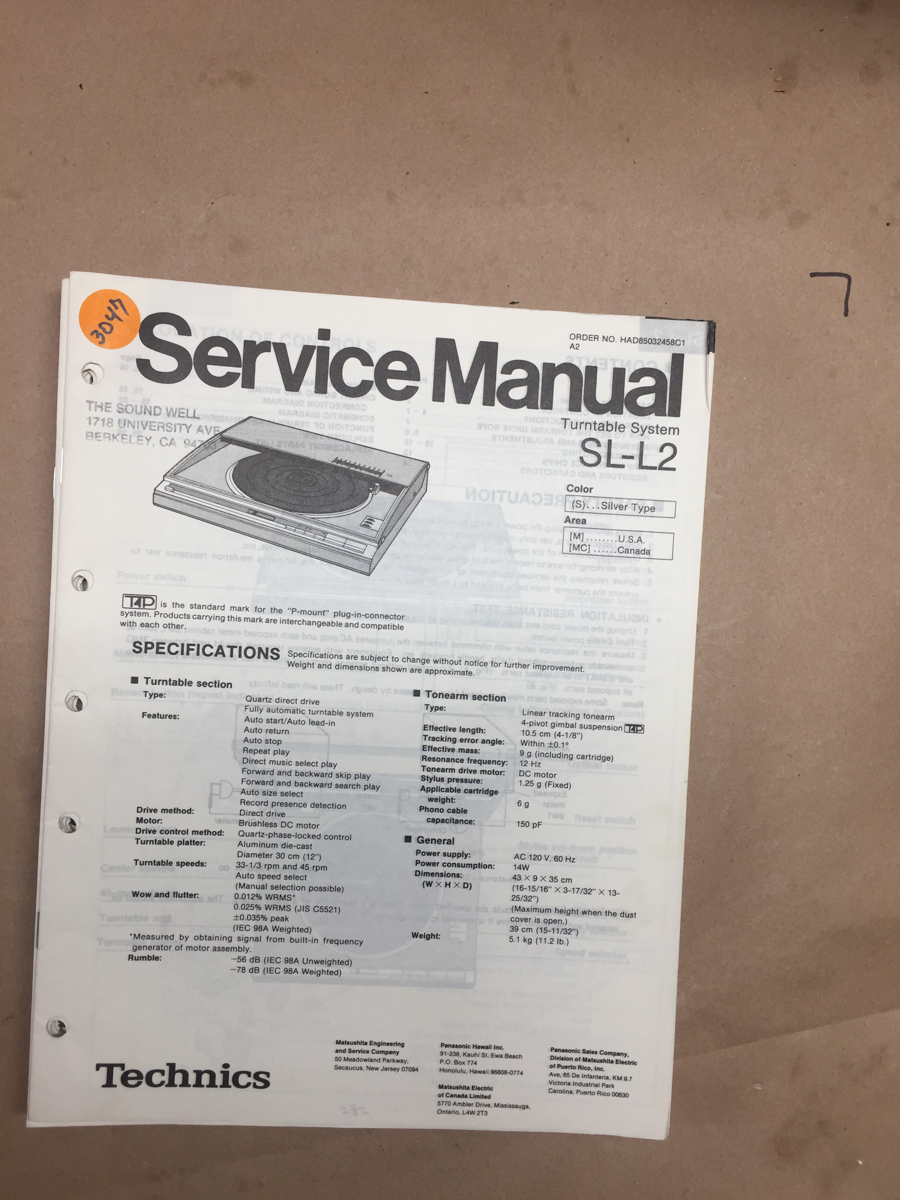 3047
Service Manual
ORDER NO. HAD85032458C1
A2
THE SOUND WELL
1718 UNIVERSITY AVE
BERKELEY, CA
Turntable System
SL-L2
Color
(S)...Silver Type
Area
[M]........U.S.A.
[MC]......Canada
T4P is the standard mark for the "P-mount" plug-in-connector
system. Products carrying this mark are interchangeable and compatible
with each other.
SPECIFICATIONS
Specifications are subject to change without notice for further improvement.
Weight and dimensions shown are approximate.
■ Turntable section
Type: Quartz direct drive
Fully automatic turntable system
Features: Auto start/Auto lead-in
Auto return
Auto stop
Repeat play
Direct music select play
Forward and backward skip play
Forward and backward search play
Auto size select
Record presence detection
Drive method: Direct drive
Motor: Brushless DC motor
Drive control method: Quartz-phase-locked control
Turntable platter: Aluminum die-cast
Diameter 30 cm (12")
Turntable speeds: 33-1/3 rpm and 45 rpm
Auto speed select
(Manual selection possible)
Wow and flutter: 0.012% WRMS*
0.025% WRMS (JIS C5521)
±0.035% peak
(IEC 98A Weighted)
*Measured by obtaining signal from built-in frequency
generator of motor assembly.
Rumble: −56 dB (IEC 98A Unweighted)
−78 dB (IEC 98A Weighted)
■ Tonearm section
Type: Linear tracking tonearm
4-pivot gimbal suspension T4P
Effective length: 10.5 cm (4-1/8")
Tracking error angle: Within ±0.1°
Effective mass: 9 g (including cartridge)
Resonance frequency: 12 Hz
Tonearm drive motor: DC motor
Stylus pressure: 1.25 g (Fixed)
Applicable cartridge
weight: 6 g
Phono cable
capacitance: 150 pF
■ General
Power supply: AC 120 V, 60 Hz
Power consumption: 14W
Dimensions: 43 × 9 × 35 cm
(W × H × D) (16-15/16" × 3-17/32" × 13-
25/32")
(Maximum height when the dust
cover is open.)
39 cm (15-11/32")
Weight: 5.1 kg (11.2 lb.)
Technics
Matsushita Engineering
and Service Company
50 Meadowland Parkway,
Secaucus, New Jersey 07094
Panasonic Hawaii Inc.
91-238, Kauhi St. Ewa Beach
P.O. Box 774
Honolulu, Hawaii 96808-0774
Matsushita Electric
of Canada Limited
5770 Ambler Drive, Mississauga,
Ontario, L4W 2T3
Panasonic Sales Company,
Division of Matsushita Electric
of Puerto Rico, Inc.
Ave, 65 De Infanteria, KM 9.7
Victoria Industrial Park
Carolina, Puerto Rico 00630